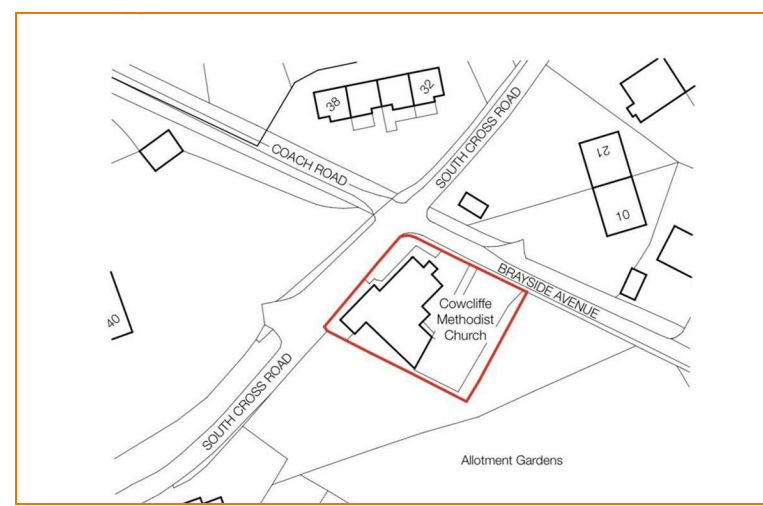 38
32
COACH ROAD
SOUTH CROSS ROAD
21
10
BRAYSIDE AVENUE
Cowcliffe
Methodist
Church
40
SOUTH CROSS ROAD
Allotment Gardens